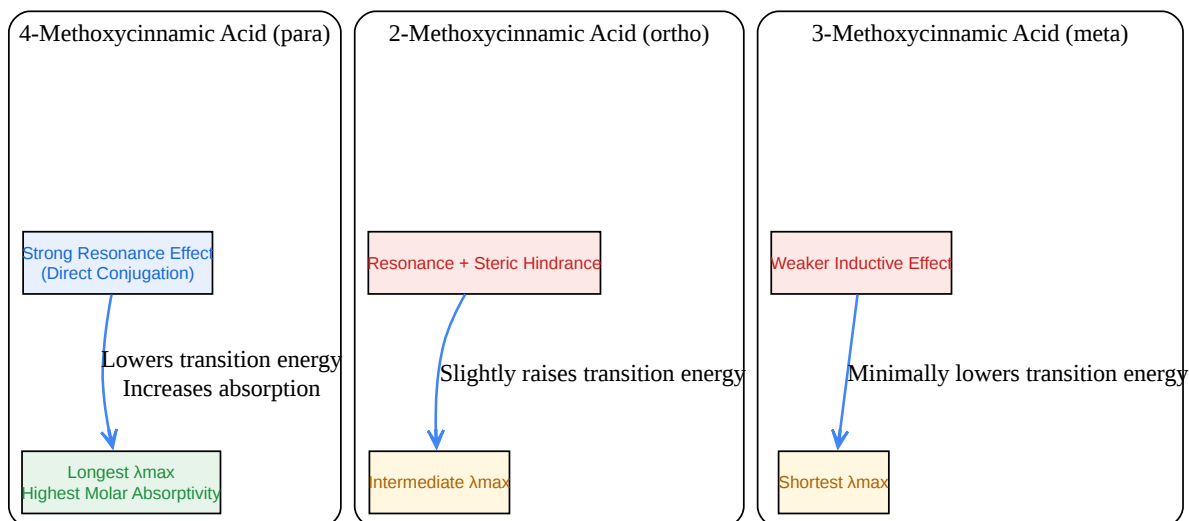 4-Methoxycinnamic Acid (para)
Strong Resonance Effect
(Direct Conjugation)
Lowers transition energy
Increases absorption
Longest λmax
Highest Molar Absorptivity
2-Methoxycinnamic Acid (ortho)
Resonance + Steric Hindrance
Slightly raises transition energy
Intermediate λmax
3-Methoxycinnamic Acid (meta)
Weaker Inductive Effect
Minimally lowers transition energy
Shortest λmax